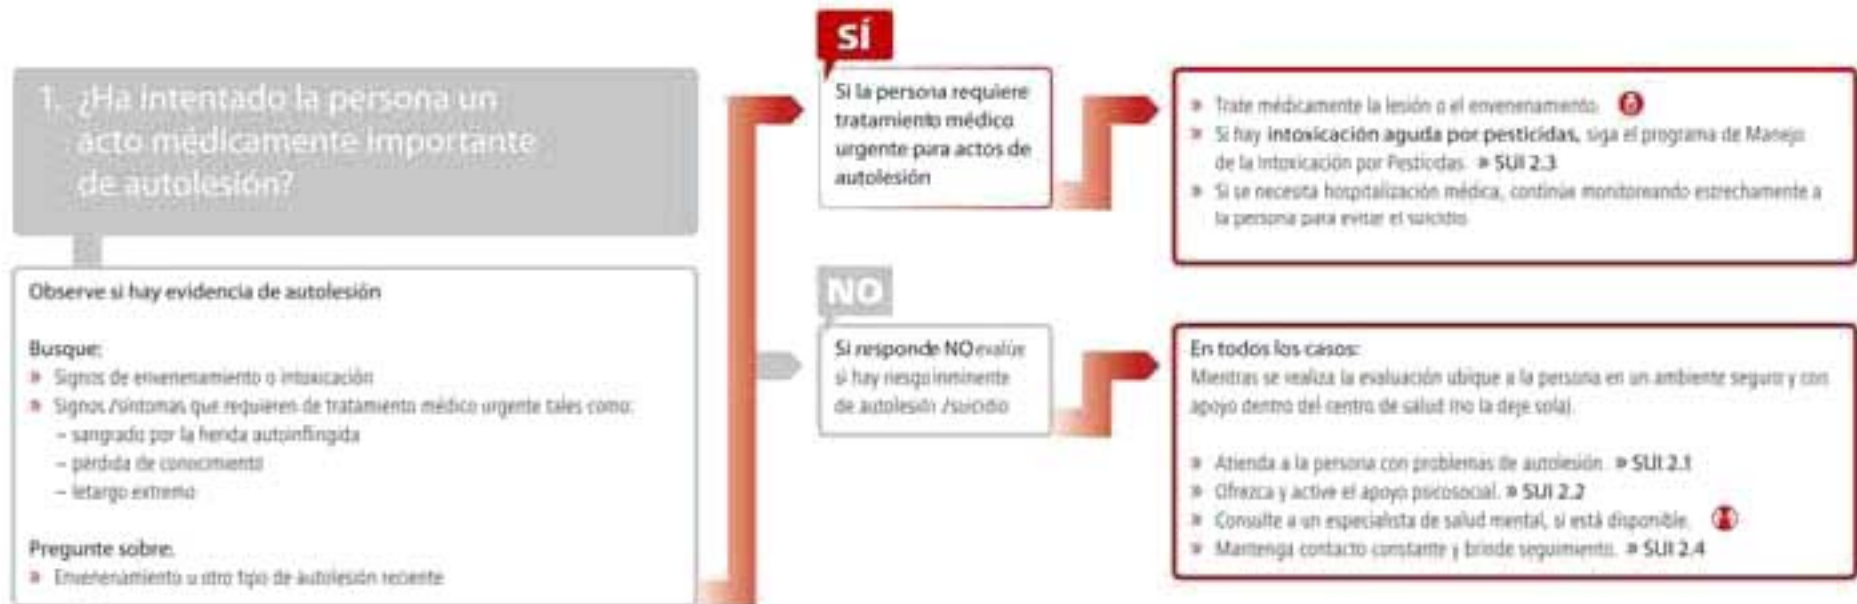 1. ¿Ha intentado la persona un
acto médicamente importante
de autolesión?
Observe si hay evidencia de autolesión
Busque:
» Signos de envenenamiento o intoxicación
» Signos /síntomas que requieren de tratamiento médico urgente tales como:
– sangrado por la herida autoinflingida
– pérdida de conocimiento
– letargo extremo
Pregunte sobre:
» Envenenamiento u otro tipo de autolesión reciente
SÍ
Si la persona requiere
tratamiento médico
urgente para actos de
autolesión
» Trate médicamente la lesión o el envenenamiento.
» Si hay intoxicación aguda por pesticidas, siga el programa de Manejo
de la Intoxicación por Pesticidas. » SUI 2.3
» Si se necesita hospitalización médica, continúe monitoreando estrechamente a
la persona para evitar el suicidio
NO
Si responde NO evalúe
si hay riesgo inminente
de autolesión /suicidio
En todos los casos:
Mientras se realiza la evaluación ubique a la persona en un ambiente seguro y con
apoyo dentro del centro de salud (no la deje sola).
» Atienda a la persona con problemas de autolesión. » SUI 2.1
» Ofrezca y active el apoyo psicosocial. » SUI 2.2
» Consulte a un especialista de salud mental, si está disponible.
» Mantenga contacto constante y brinde seguimiento. » SUI 2.4